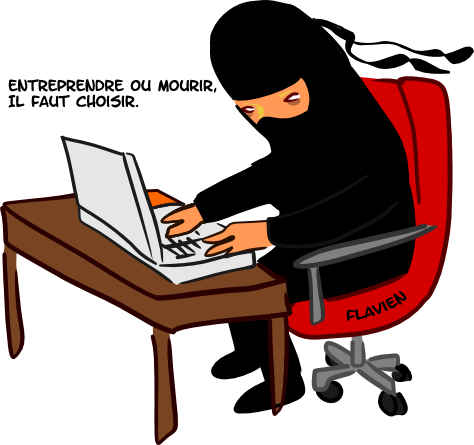 ENTREPRENDRE OU MOURIR,
IL FAUT CHOISIR.
FLAVIEN